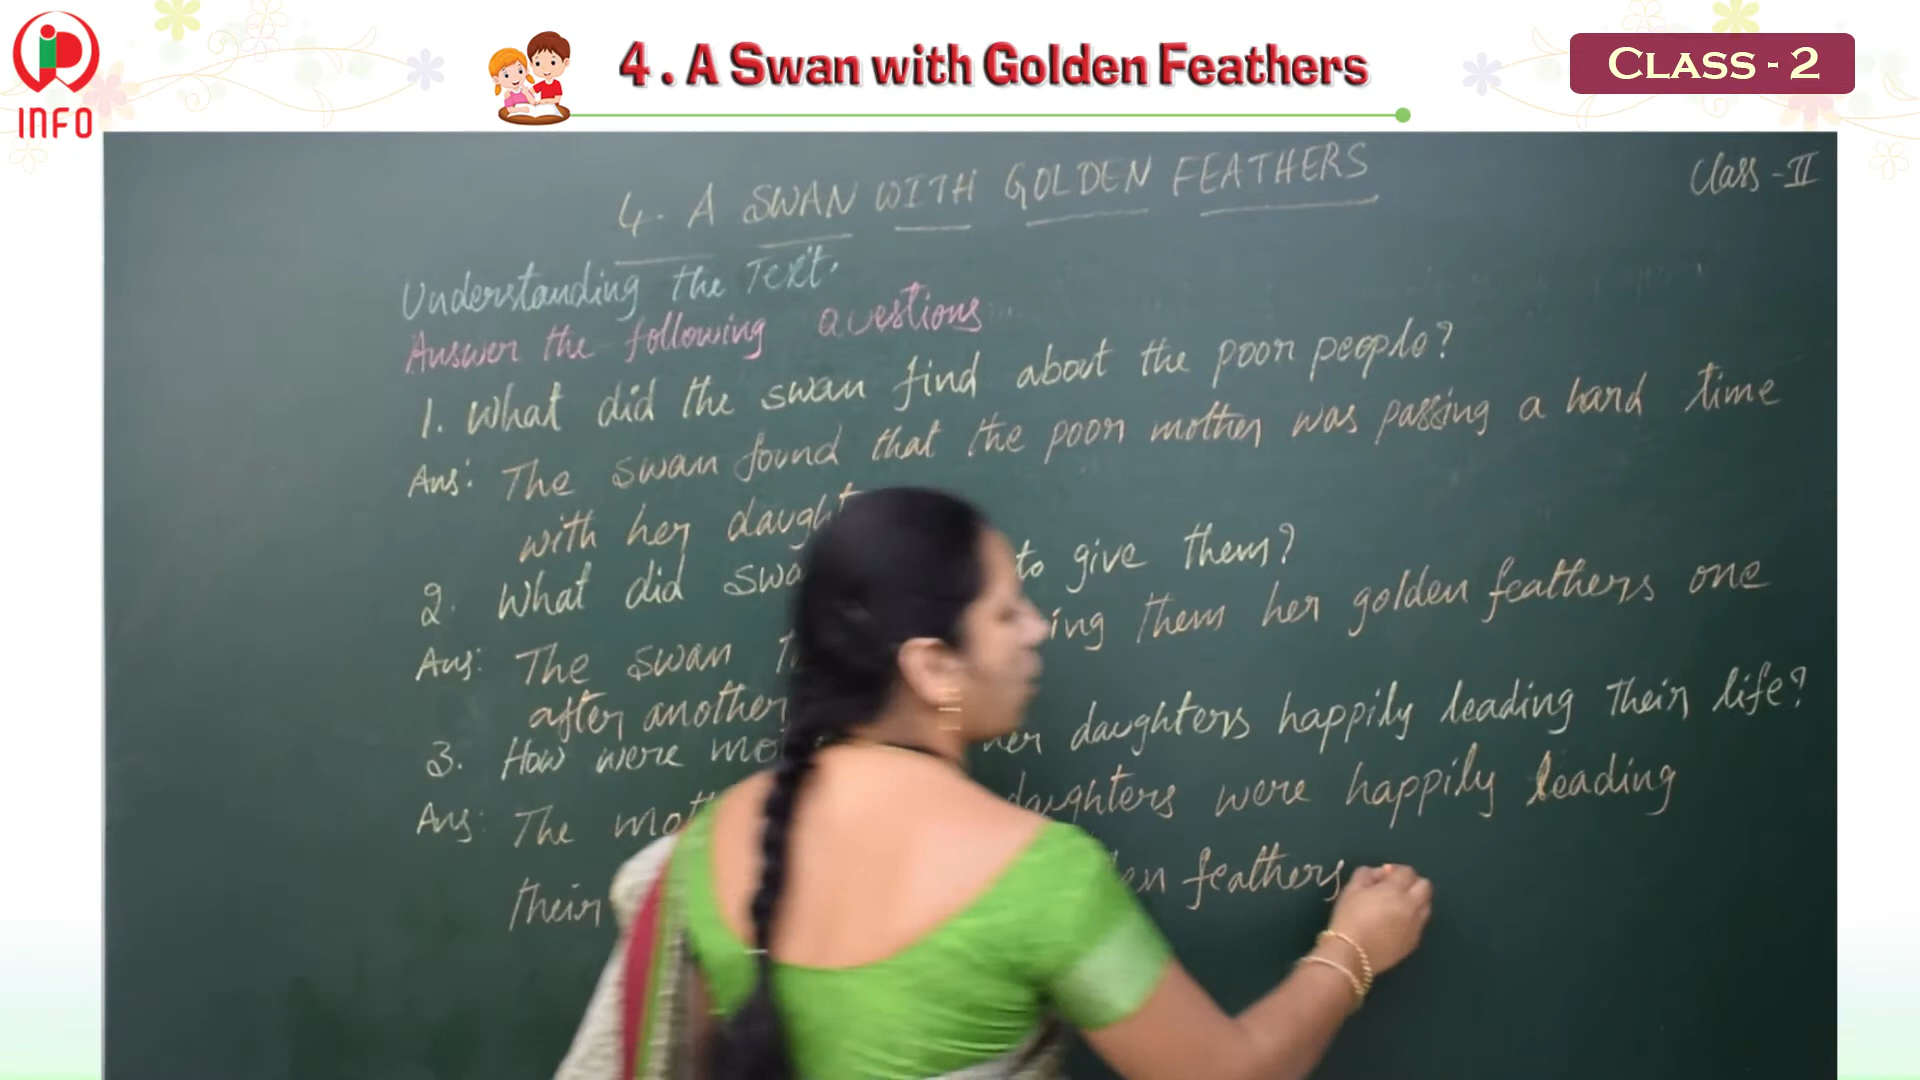 INFO
4. A Swan with Golden Feathers
CLASS - 2
4. A SWAN WITH GOLDEN FEATHERS
Class - II
Understanding the Text.
Answer the following questions
1. What did the swan find about the poor people?
Ans: The swan found that the poor mother was passing a hard time
with her
2. What did to give them?
Ans: The swan them her golden feathers one
after another
3. How were her daughters happily leading their life?
Ans: The daughters were happily leading
their feathers